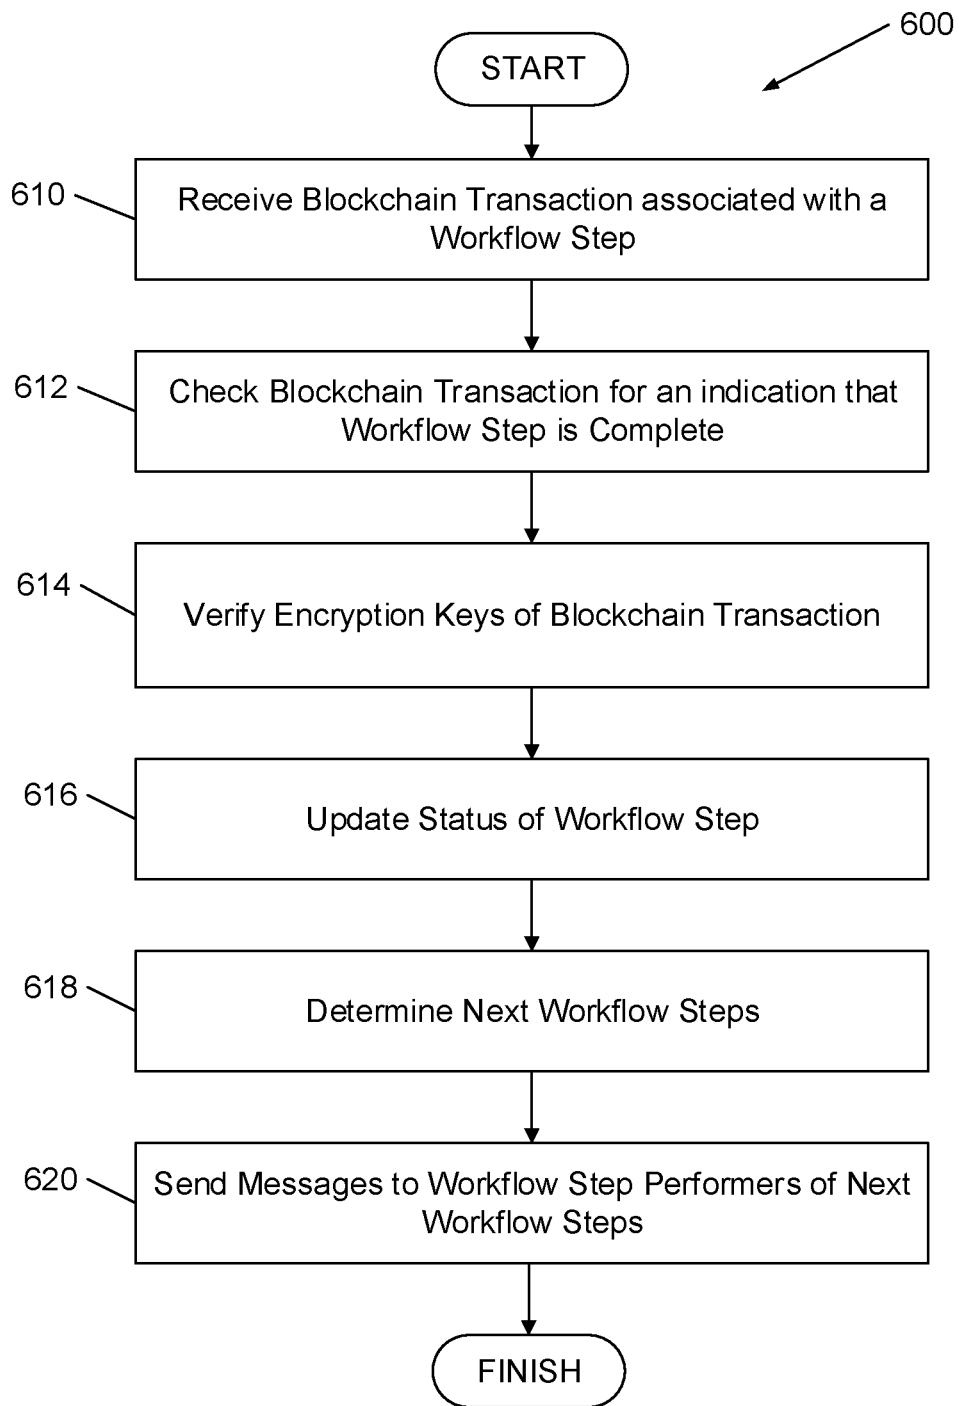 600
START
610
Receive Blockchain Transaction associated with a
Workflow Step
612
Check Blockchain Transaction for an indication that
Workflow Step is Complete
614
Verify Encryption Keys of Blockchain Transaction
616
Update Status of Workflow Step
618
Determine Next Workflow Steps
620
Send Messages to Workflow Step Performers of Next
Workflow Steps
FINISH